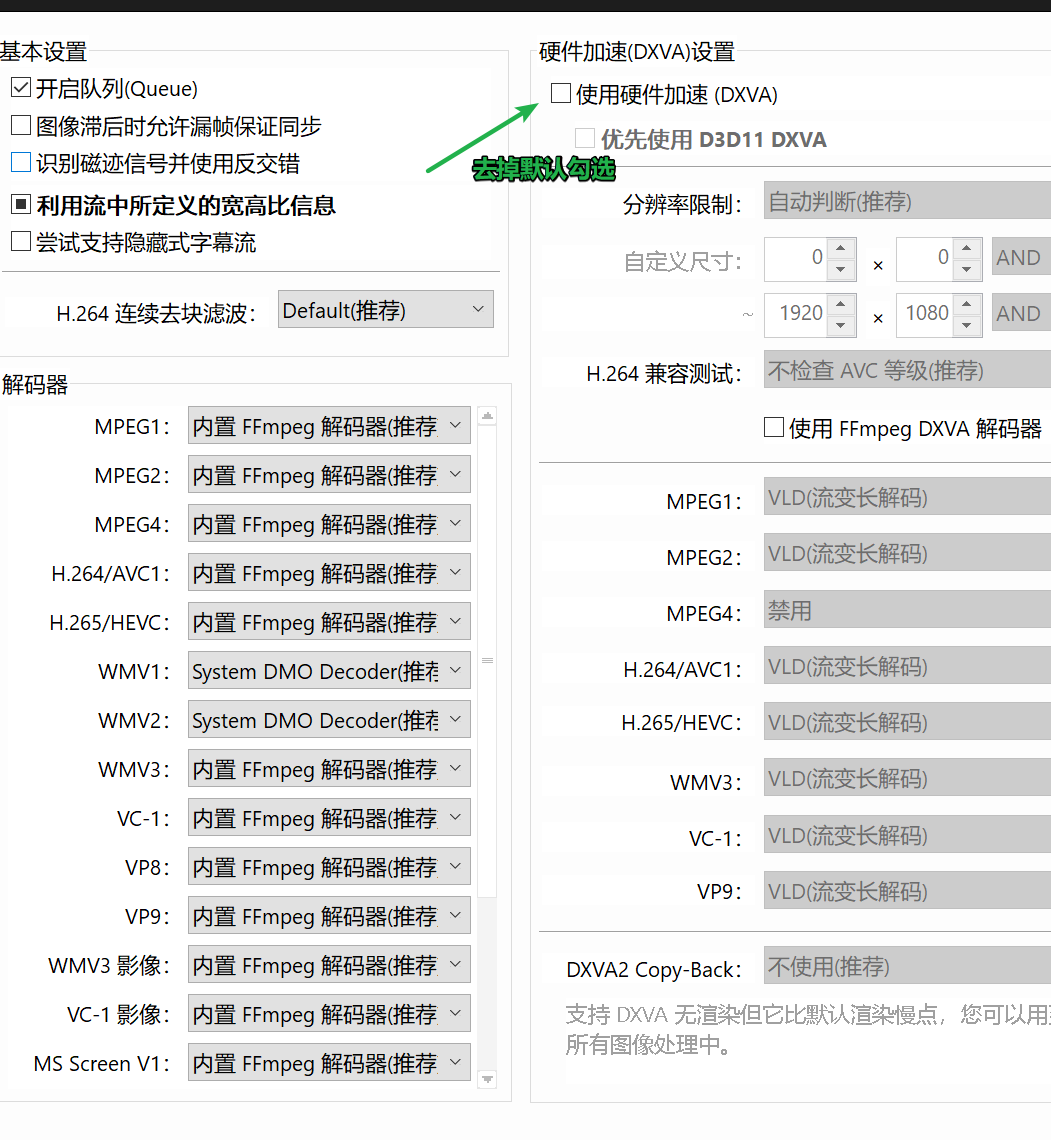 基本设置
开启队列(Queue)
图像滞后时允许漏帧保证同步
识别磁迹信号并使用反交错
利用流中所定义的宽高比信息
尝试支持隐藏式字幕流
H.264 连续去块滤波： Default(推荐)
解码器
MPEG1： 内置 FFmpeg 解码器(推荐
MPEG2： 内置 FFmpeg 解码器(推荐
MPEG4： 内置 FFmpeg 解码器(推荐
H.264/AVC1： 内置 FFmpeg 解码器(推荐
H.265/HEVC： 内置 FFmpeg 解码器(推荐
WMV1： System DMO Decoder(推荐
WMV2： System DMO Decoder(推荐
WMV3： 内置 FFmpeg 解码器(推荐
VC-1： 内置 FFmpeg 解码器(推荐
VP8： 内置 FFmpeg 解码器(推荐
VP9： 内置 FFmpeg 解码器(推荐
WMV3 影像： 内置 FFmpeg 解码器(推荐
VC-1 影像： 内置 FFmpeg 解码器(推荐
MS Screen V1： 内置 FFmpeg 解码器(推荐
硬件加速(DXVA)设置
使用硬件加速 (DXVA)
优先使用 D3D11 DXVA
去掉默认勾选
分辨率限制： 自动判断(推荐)
自定义尺寸： 0 × 0 AND
~ 1920 × 1080 AND
H.264 兼容测试： 不检查 AVC 等级(推荐)
使用 FFmpeg DXVA 解码器
MPEG1： VLD(流变长解码)
MPEG2： VLD(流变长解码)
MPEG4： 禁用
H.264/AVC1： VLD(流变长解码)
H.265/HEVC： VLD(流变长解码)
WMV3： VLD(流变长解码)
VC-1： VLD(流变长解码)
VP9： VLD(流变长解码)
DXVA2 Copy-Back： 不使用(推荐)
支持 DXVA 无渲染但它比默认渲染慢点，您可以用
所有图像处理中。